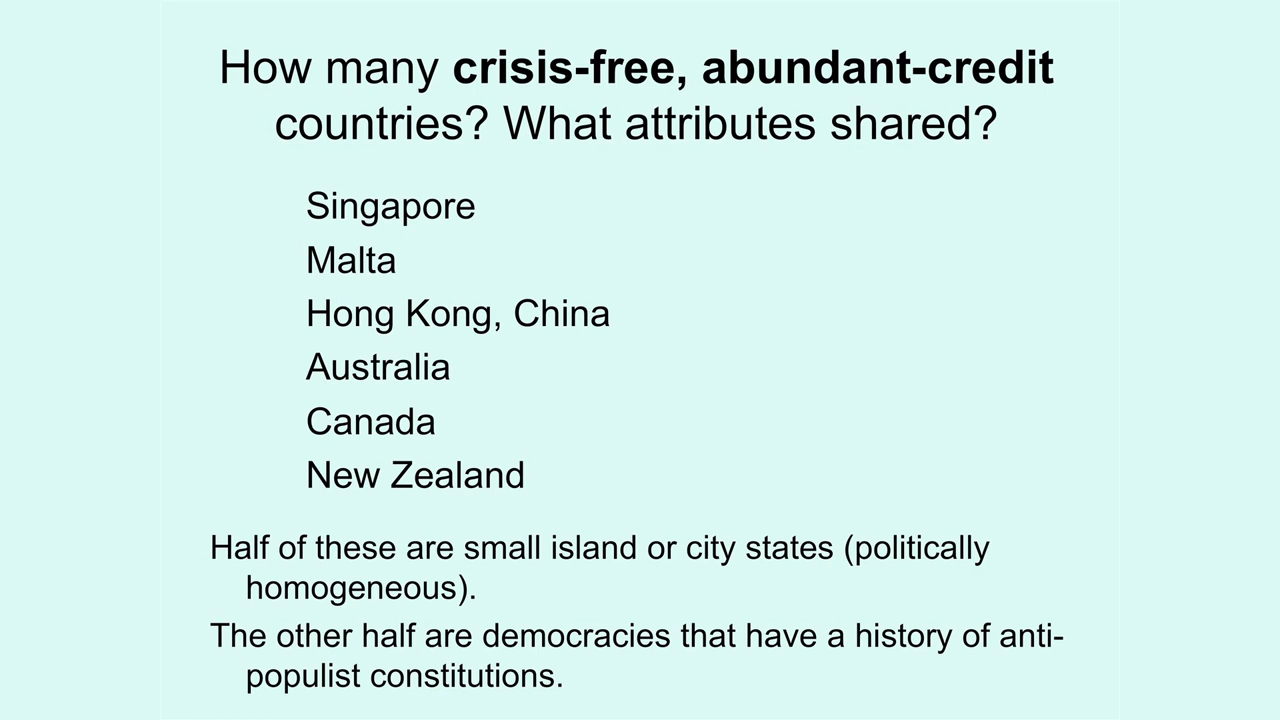 How many crisis-free, abundant-credit
countries? What attributes shared?
Singapore
Malta
Hong Kong, China
Australia
Canada
New Zealand
Half of these are small island or city states (politically
homogeneous).
The other half are democracies that have a history of anti-
populist constitutions.